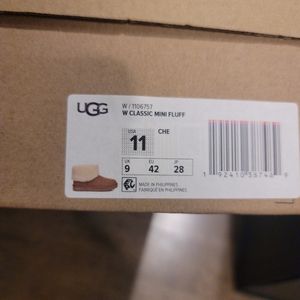 UGG
W / 1106757
W CLASSIC MINI FLUFF
USA
11
CHE
UK EU JP
9 42 28
MADE IN PHILIPPINES
FABRIQUÉ EN PHILIPPINES